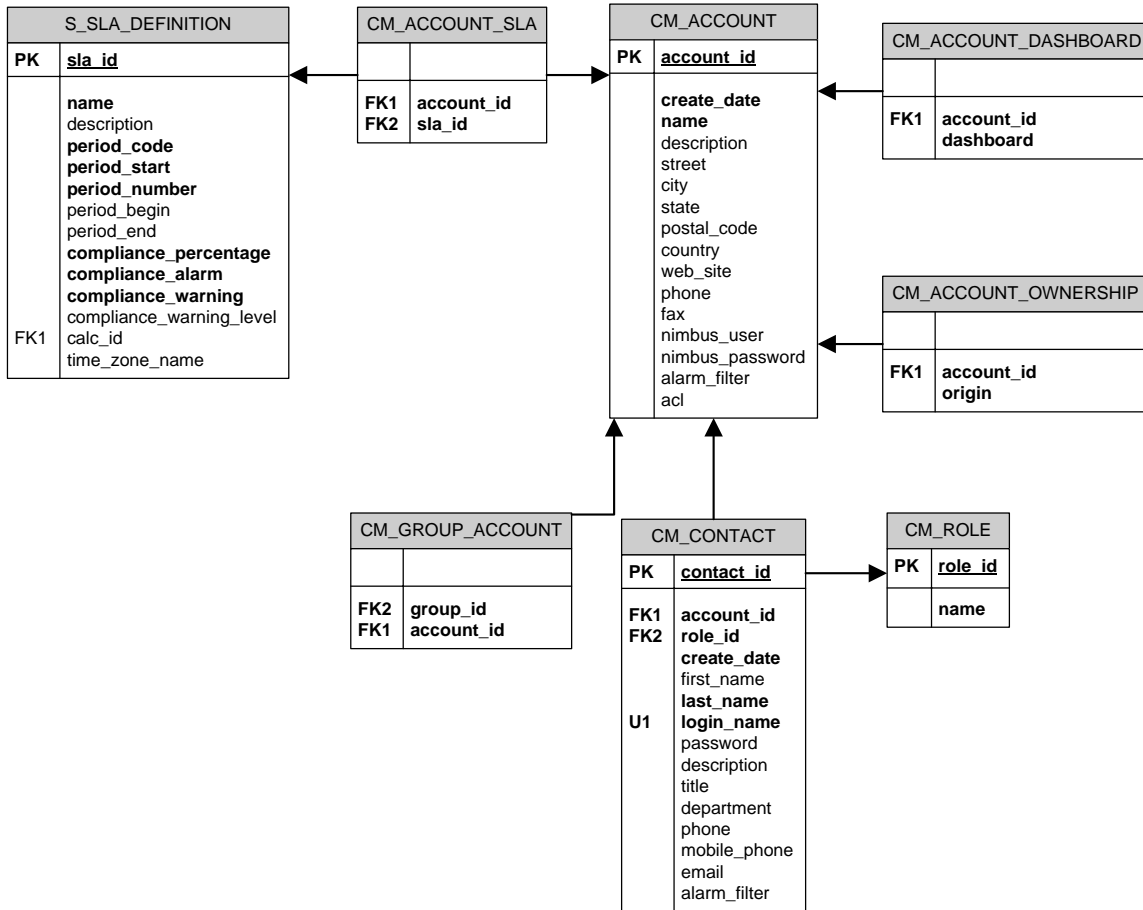 S_SLA_DEFINITION
PK sla_id
name
description
period_code
period_start
period_number
period_begin
period_end
compliance_percentage
compliance_alarm
compliance_warning
compliance_warning_level
FK1 calc_id
time_zone_name
CM_ACCOUNT_SLA
FK1 account_id
FK2 sla_id
CM_ACCOUNT
PK account_id
create_date
name
description
street
city
state
postal_code
country
web_site
phone
fax
nimbus_user
nimbus_password
alarm_filter
acl
CM_ACCOUNT_DASHBOARD
FK1 account_id
dashboard
CM_ACCOUNT_OWNERSHIP
FK1 account_id
origin
CM_GROUP_ACCOUNT
FK2 group_id
FK1 account_id
CM_CONTACT
PK contact_id
FK1 account_id
FK2 role_id
create_date
first_name
last_name
U1 login_name
password
description
title
department
phone
mobile_phone
email
alarm_filter
CM_ROLE
PK role_id
name